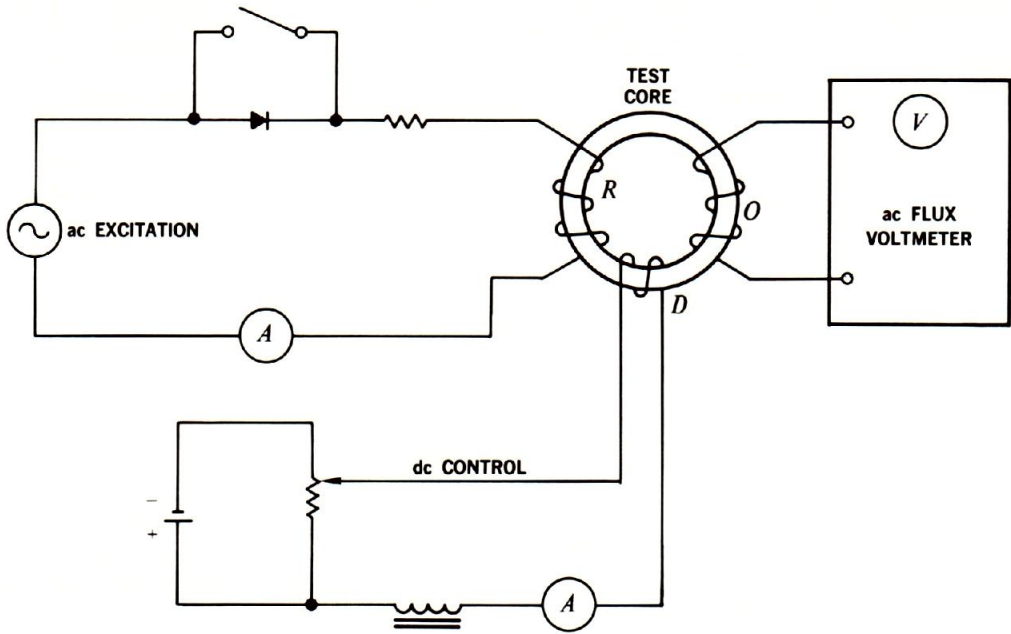 TEST
CORE
V
R
O
ac EXCITATION
ac FLUX
VOLTMETER
D
A
dc CONTROL
−
+
A